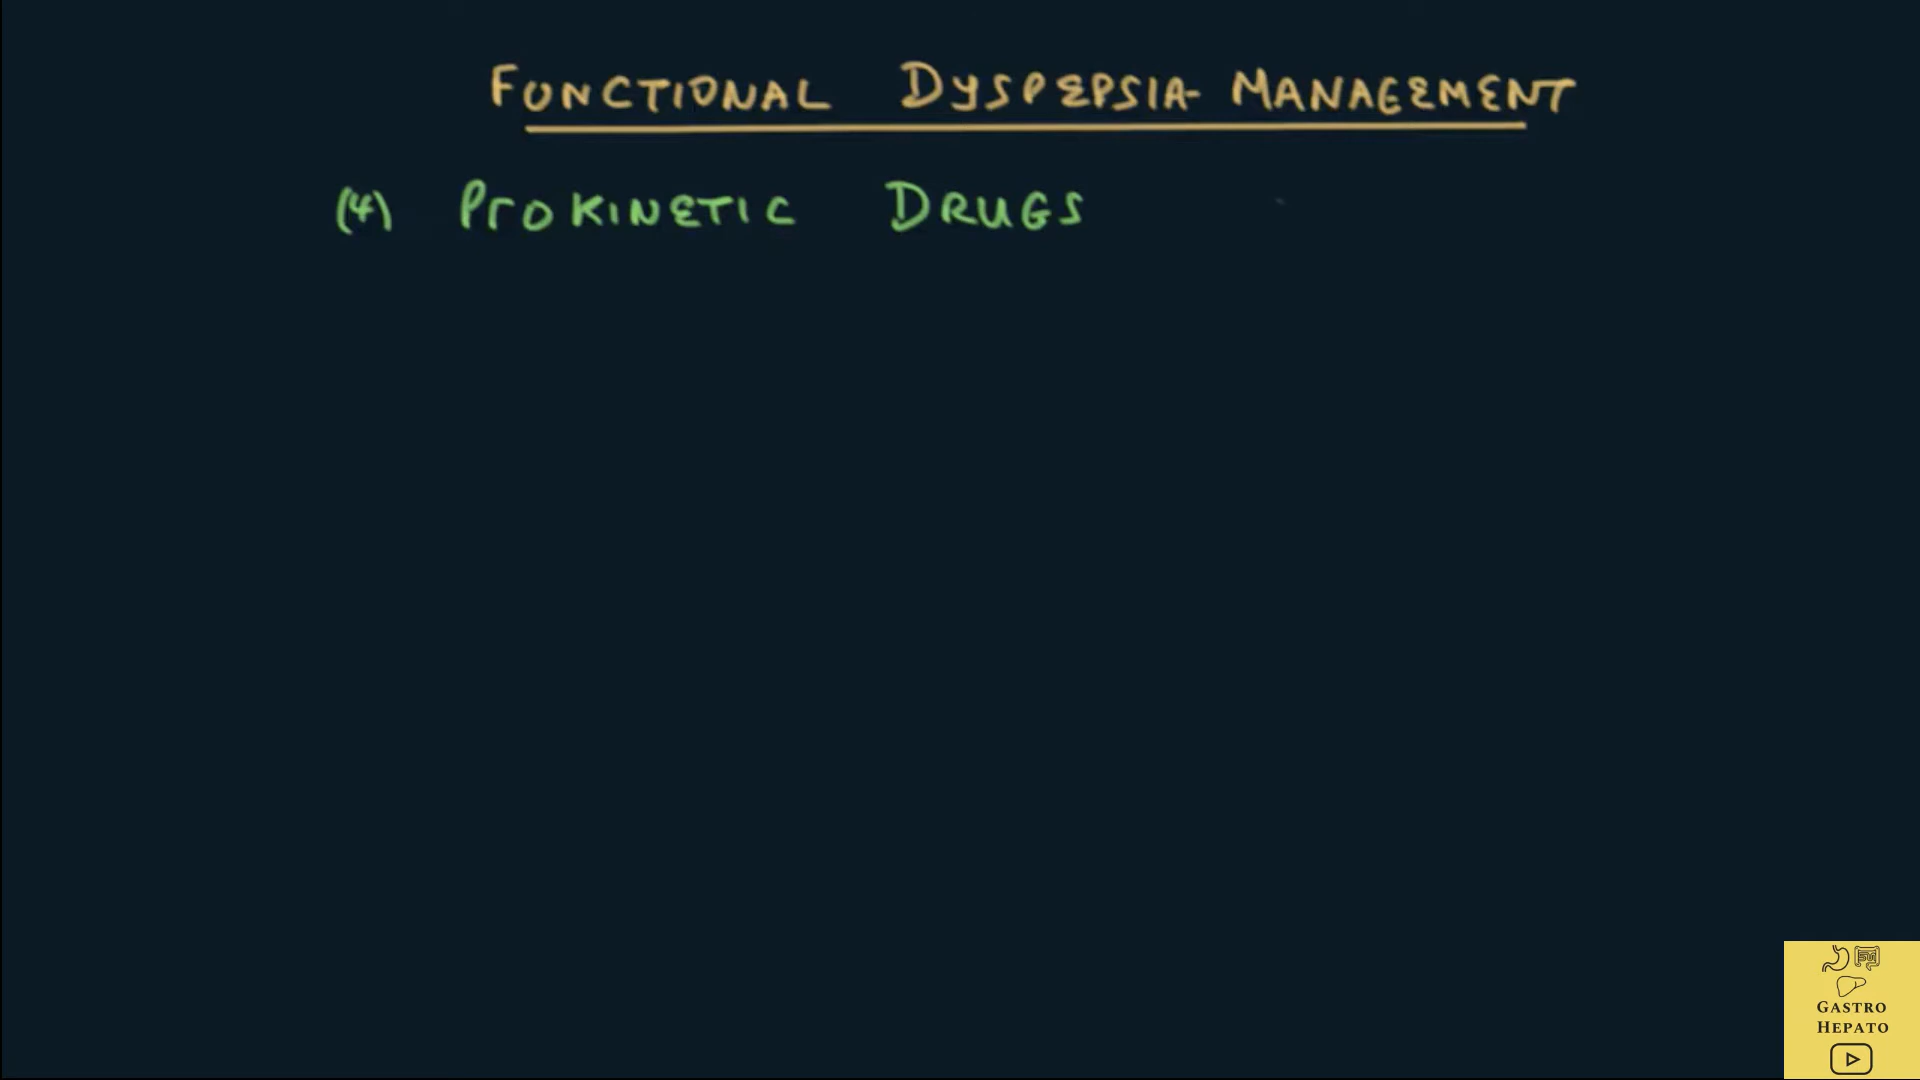 FUNCTIONAL DYSPEPSIA- MANAGEMENT
(4) PROKINETIC DRUGS
GASTRO
HEPATO